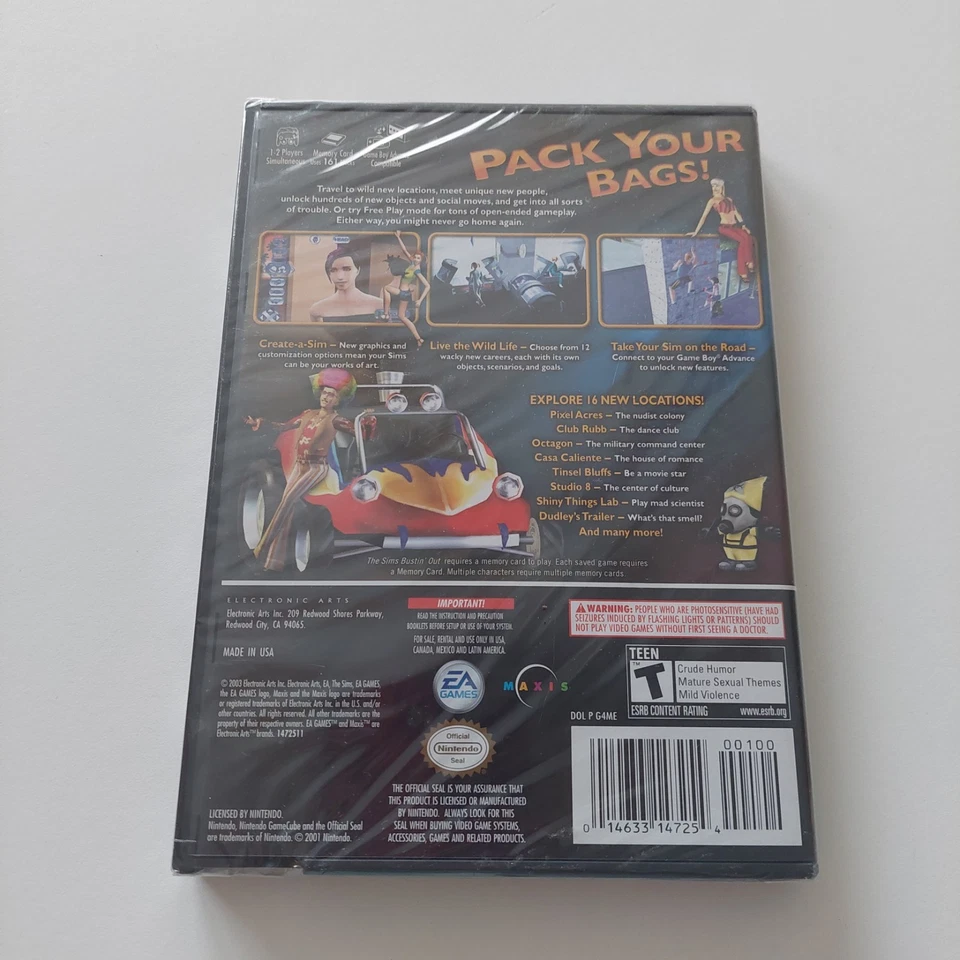 1-2 Players
Simultaneous
Memory Card
161
Game Boy
Compatible
PACK YOUR
BAGS!
Travel to wild new locations, meet unique new people,
unlock hundreds of new objects and social moves, and get into all sorts
of trouble. Or try Free Play mode for tons of open-ended gameplay.
Either way, you might never go home again.
Create-a-Sim – New graphics and
customization options mean your Sims
can be your works of art.
Live the Wild Life – Choose from 12
wacky new careers, each with its own
objects, scenarios, and goals.
Take Your Sim on the Road –
Connect to your Game Boy® Advance
to unlock new features.
EXPLORE 16 NEW LOCATIONS!
Pixel Acres – The nudist colony
Club Rubb – The dance club
Octagon – The military command center
Casa Caliente – The house of romance
Tinsel Bluffs – Be a movie star
Studio 8 – The center of culture
Shiny Things Lab – Play mad scientist
Dudley's Trailer – What's that smell?
And many more!
The Sims Bustin' Out requires a memory card to play. Each saved game requires
a Memory Card. Multiple characters require multiple memory cards.
ELECTRONIC ARTS
Electronic Arts Inc. 209 Redwood Shores Parkway,
Redwood City, CA 94065.
MADE IN USA
© 2003 Electronic Arts Inc. Electronic Arts, EA, The Sims, EA GAMES,
the EA GAMES logo, Maxis and the Maxis logo are trademarks
or registered trademarks of Electronic Arts Inc. in the U.S. and/or
other countries. All rights reserved. All other trademarks are the
property of their respective owners. EA GAMES™ and Maxis™ are
Electronic Arts™ brands. 1472511
IMPORTANT!
READ THE INSTRUCTION AND PRECAUTION
BOOKLETS BEFORE SETUP OR USE OF YOUR SYSTEM.
FOR SALE, RENTAL AND USE ONLY IN USA,
CANADA, MEXICO AND LATIN AMERICA.
EA
GAMES
MAXIS
Official
Nintendo
Seal
THE OFFICIAL SEAL IS YOUR ASSURANCE THAT
THIS PRODUCT IS LICENSED OR MANUFACTURED
BY NINTENDO. ALWAYS LOOK FOR THIS
SEAL WHEN BUYING VIDEO GAME SYSTEMS,
ACCESSORIES, GAMES AND RELATED PRODUCTS.
LICENSED BY NINTENDO.
Nintendo, Nintendo GameCube and the Official Seal
are trademarks of Nintendo. © 2001 Nintendo.
WARNING: PEOPLE WHO ARE PHOTOSENSITIVE (HAVE HAD
SEIZURES INDUCED BY FLASHING LIGHTS OR PATTERNS) SHOULD
NOT PLAY VIDEO GAMES WITHOUT FIRST SEEING A DOCTOR.
TEEN
T
Crude Humor
Mature Sexual Themes
Mild Violence
ESRB CONTENT RATING www.esrb.org
DOL P G4ME
00100
0 14633 14725 4